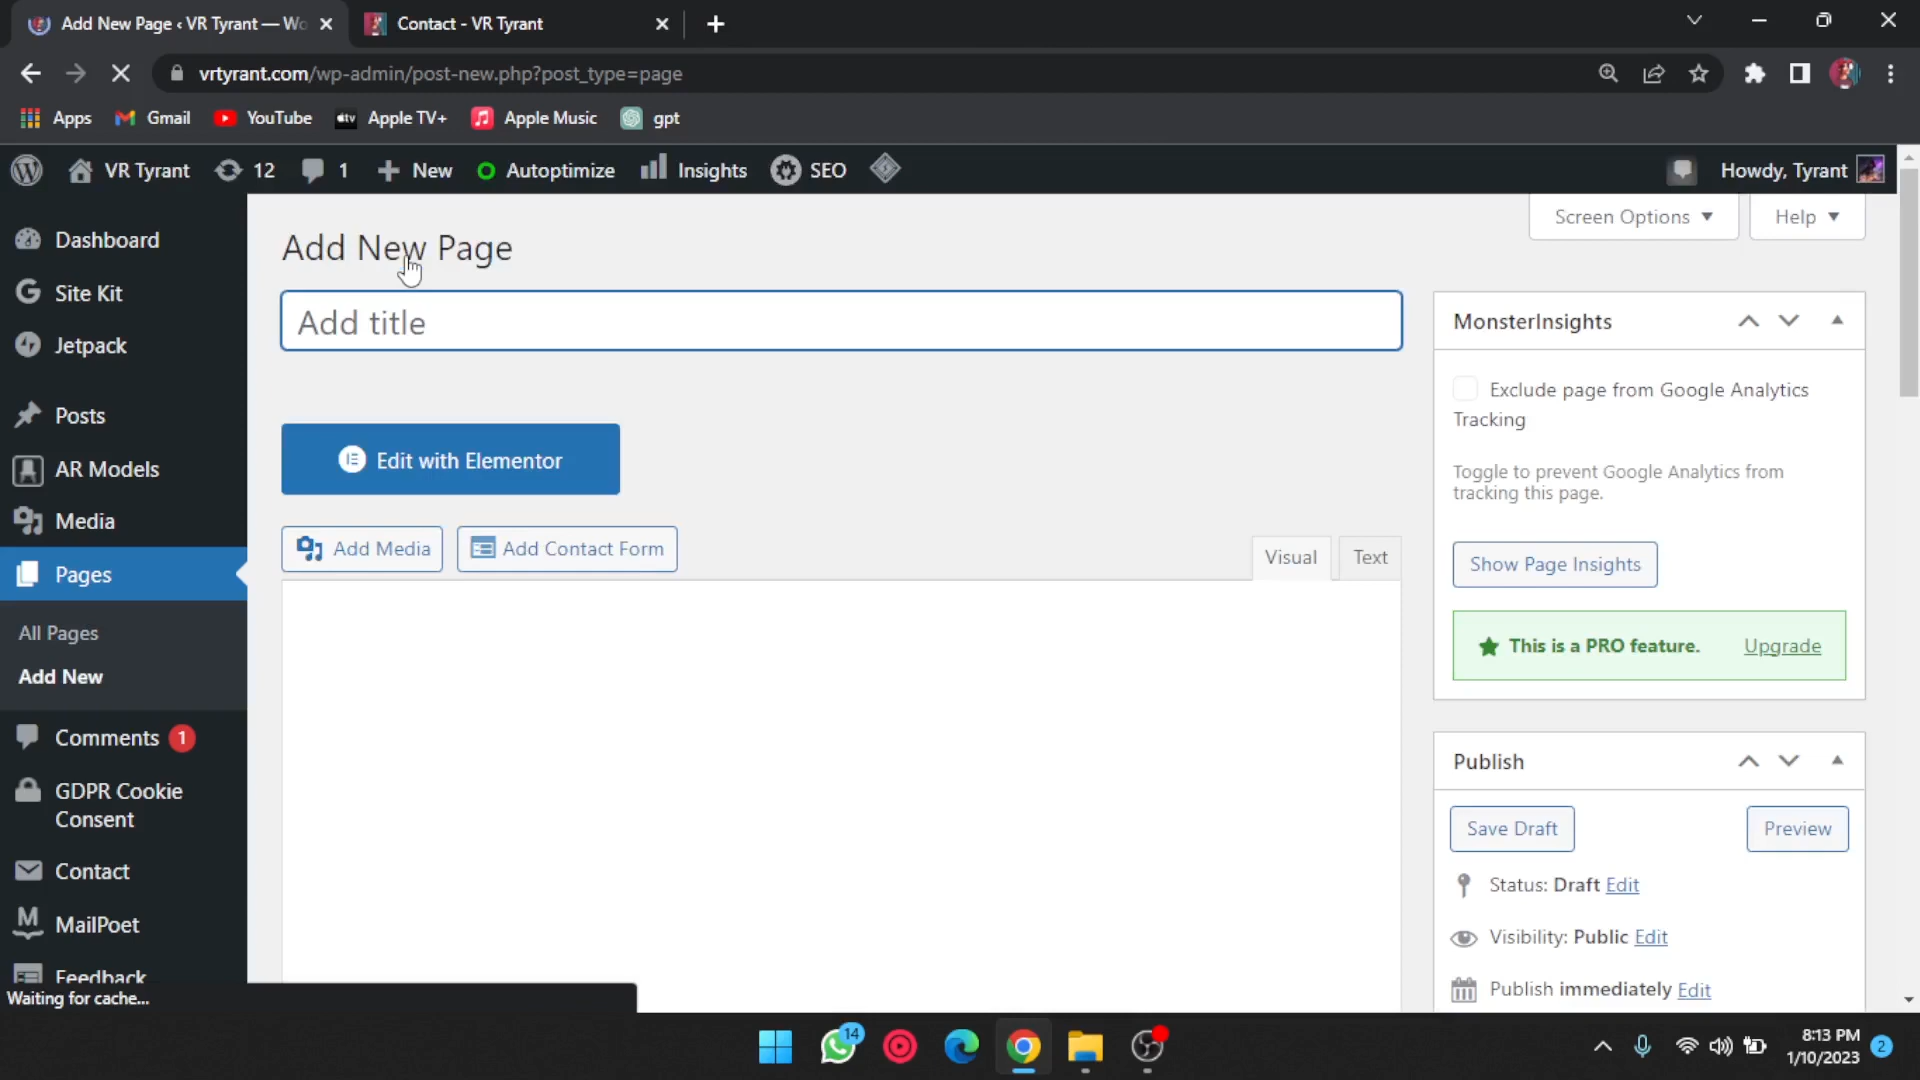 Add New Page ‹ VR Tyrant — Wo
Contact - VR Tyrant
vrtyrant.com/wp-admin/post-new.php?post_type=page
Apps
Gmail
YouTube
tv
Apple TV+
Apple Music
gpt
VR Tyrant
12
1
New
Autoptimize
Insights
SEO
Howdy, Tyrant
Screen Options
Help
Dashboard
Site Kit
Jetpack
Posts
AR Models
Media
Pages
All Pages
Add New
Comments 1
GDPR Cookie
Consent
Contact
MailPoet
Feedback
Waiting for cache...
Add New Page
Add title
Edit with Elementor
Add Media
Add Contact Form
Visual
Text
MonsterInsights
Exclude page from Google Analytics
Tracking
Toggle to prevent Google Analytics from
tracking this page.
Show Page Insights
This is a PRO feature.
Upgrade
Publish
Save Draft
Preview
Status: Draft Edit
Visibility: Public Edit
Publish immediately Edit
14
8:13 PM
1/10/2023
2